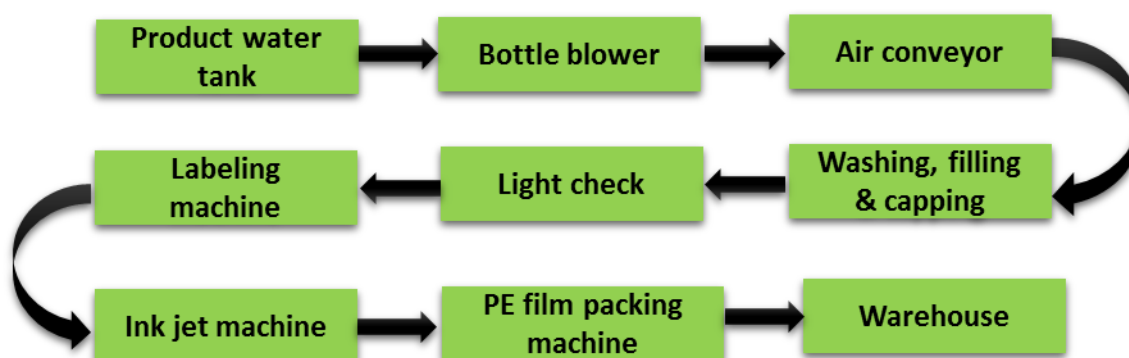 Product water
tank
Bottle blower
Air conveyor
Washing, filling
& capping
Light check
Labeling
machine
Ink jet machine
PE film packing
machine
Warehouse